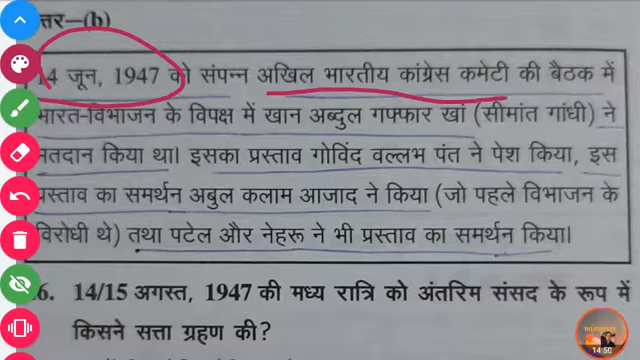 त्तर–(b)
14 जून, 1947 को संपन्न अखिल भारतीय कांग्रेस कमेटी की बैठक में
भारत-विभाजन के विपक्ष में खान अब्दुल गफ्फार खां (सीमांत गांधी) ने
मतदान किया था। इसका प्रस्ताव गोविंद वल्लभ पंत ने पेश किया, इस
प्रस्ताव का समर्थन अबुल कलाम आजाद ने किया (जो पहले विभाजन के
विरोधी थे) तथा पटेल और नेहरू ने भी प्रस्ताव का समर्थन किया।
6. 14/15 अगस्त, 1947 की मध्य रात्रि को अंतरिम संसद के रूप में
किसने सत्ता ग्रहण की?
14:50